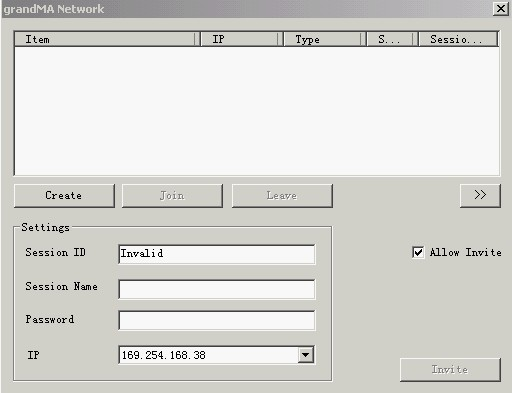 grandMA Network
Item IP Type S... Sessio...
Create Join Leave >>
Settings
Session ID Invalid
Allow Invite
Session Name
Password
IP 169.254.168.38
Invite